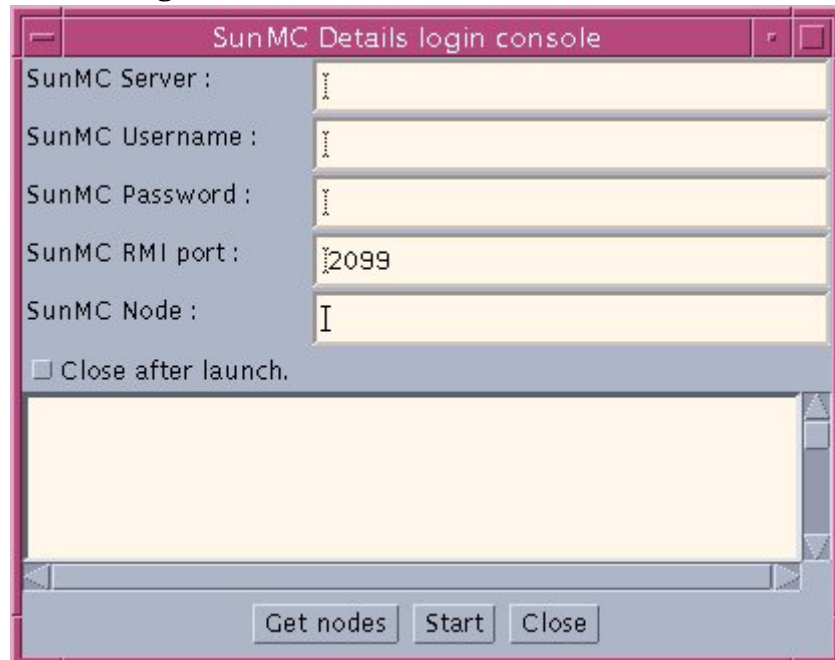 SunMC Details login console
SunMC Server :
SunMC Username :
SunMC Password :
SunMC RMI port : 2099
SunMC Node :
Close after launch.
Get nodes Start Close